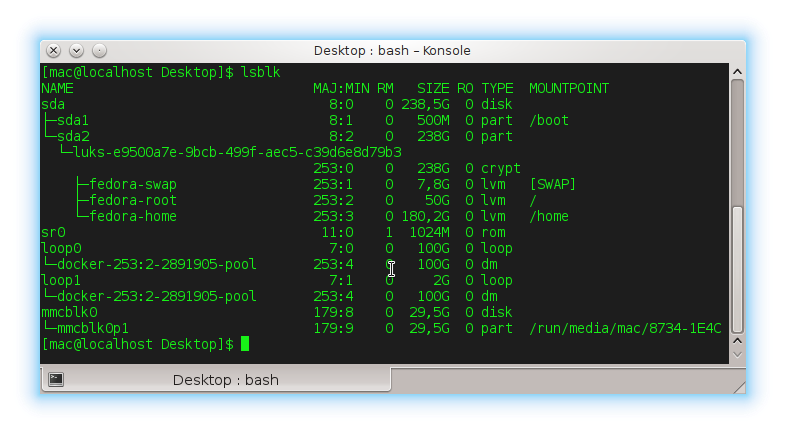 Desktop : bash – Konsole
[mac@localhost Desktop]$ lsblk
NAME                                  MAJ:MIN RM   SIZE RO TYPE  MOUNTPOINT
sda                                     8:0    0 238,5G  0 disk
├─sda1                                  8:1    0   500M  0 part  /boot
└─sda2                                  8:2    0   238G  0 part
  └─luks-e9500a7e-9bcb-499f-aec5-c39d6e8d79b3
                                      253:0    0   238G  0 crypt
    ├─fedora-swap                     253:1    0   7,8G  0 lvm   [SWAP]
    ├─fedora-root                     253:2    0    50G  0 lvm   /
    └─fedora-home                     253:3    0 180,2G  0 lvm   /home
sr0                                    11:0    1  1024M  0 rom
loop0                                   7:0    0   100G  0 loop
└─docker-253:2-2891905-pool           253:4    0   100G  0 dm
loop1                                   7:1    0     2G  0 loop
└─docker-253:2-2891905-pool           253:4    0   100G  0 dm
mmcblk0                               179:8    0  29,5G  0 disk
└─mmcblk0p1                           179:9    0  29,5G  0 part  /run/media/mac/8734-1E4C
[mac@localhost Desktop]$
Desktop : bash